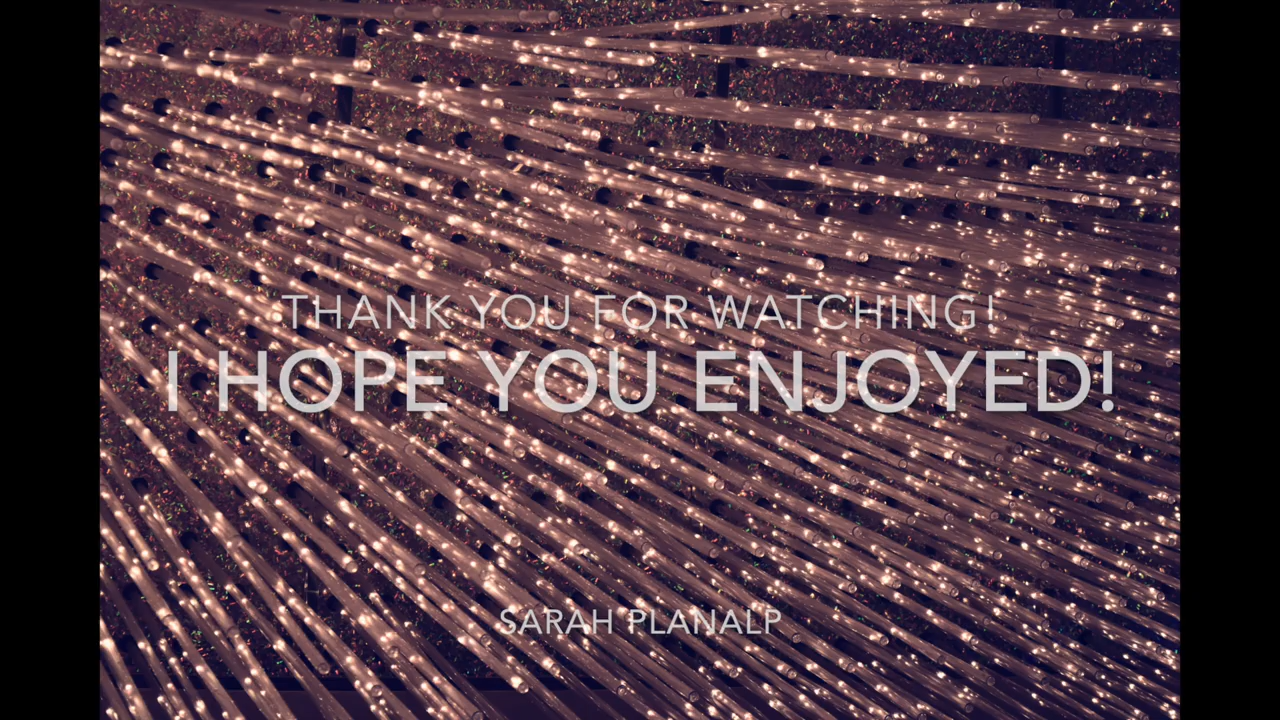 THANK YOU FOR WATCHING!
I HOPE YOU ENJOYED!
SARAH PLANALP